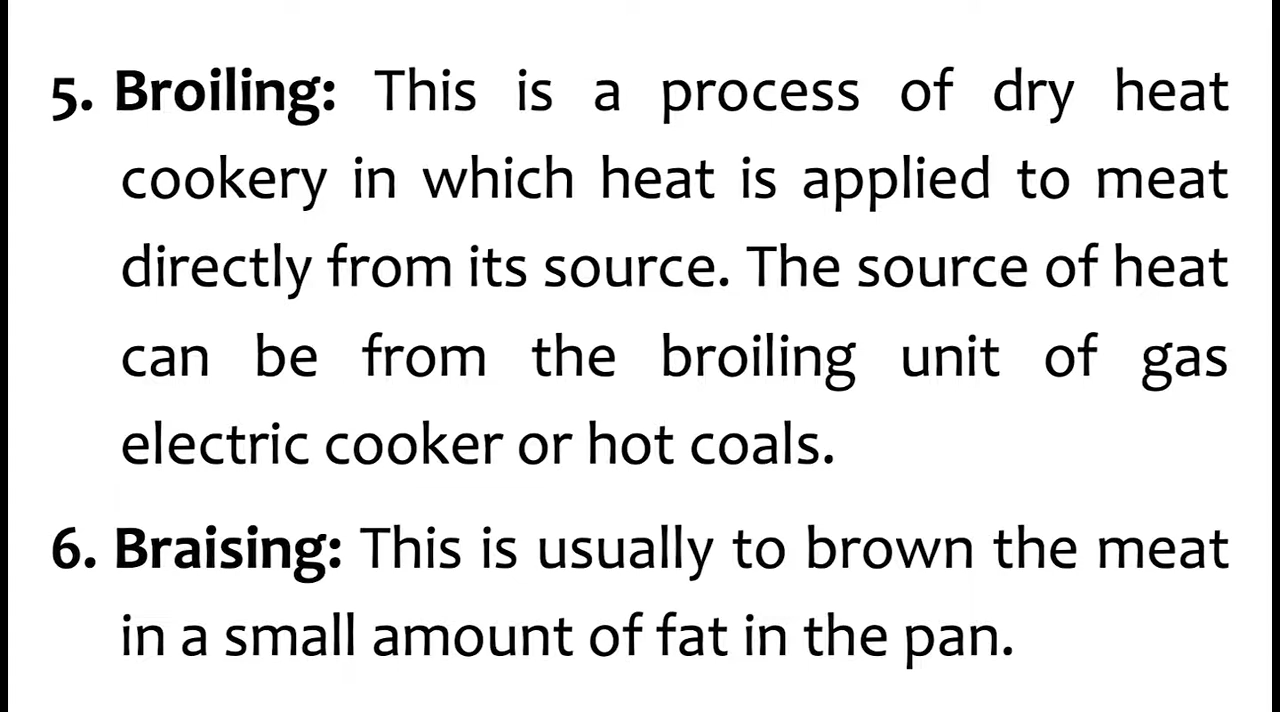 5. Broiling: This is a process of dry heat
cookery in which heat is applied to meat
directly from its source. The source of heat
can be from the broiling unit of gas
electric cooker or hot coals.
6. Braising: This is usually to brown the meat
in a small amount of fat in the pan.